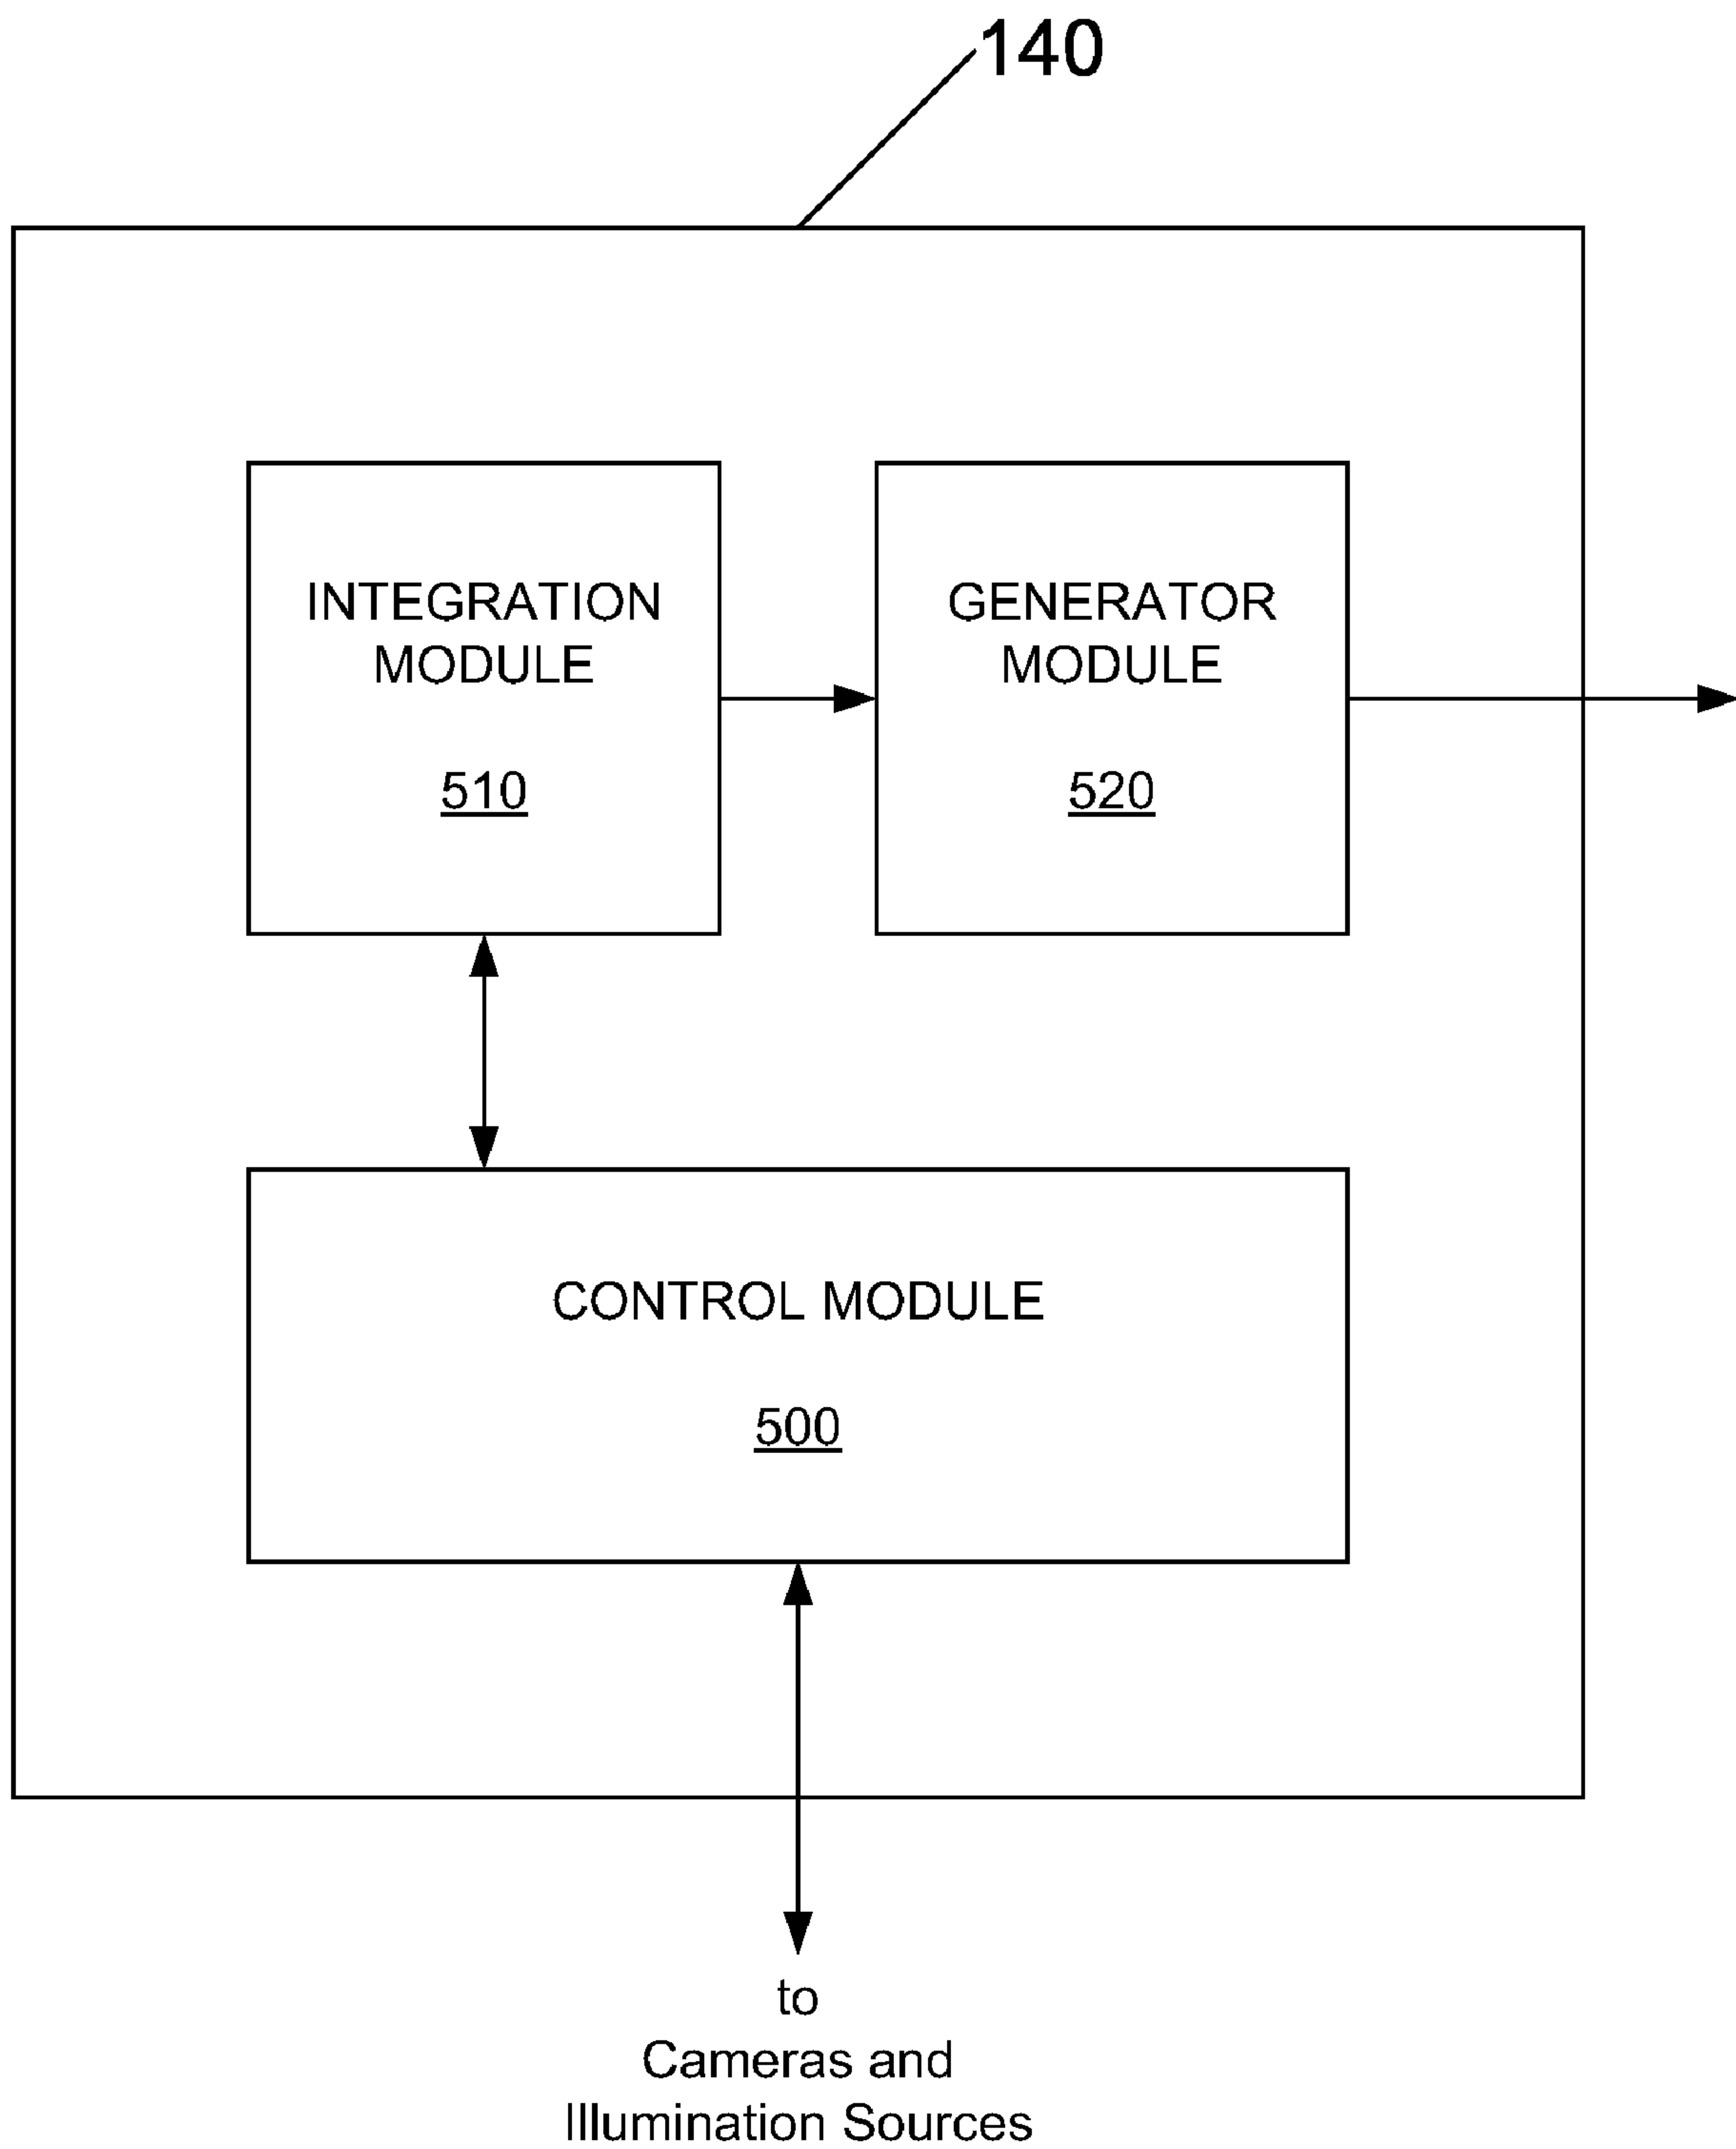 140
INTEGRATION
MODULE
510
GENERATOR
MODULE
520
CONTROL MODULE
500
to
Cameras and
Illumination Sources